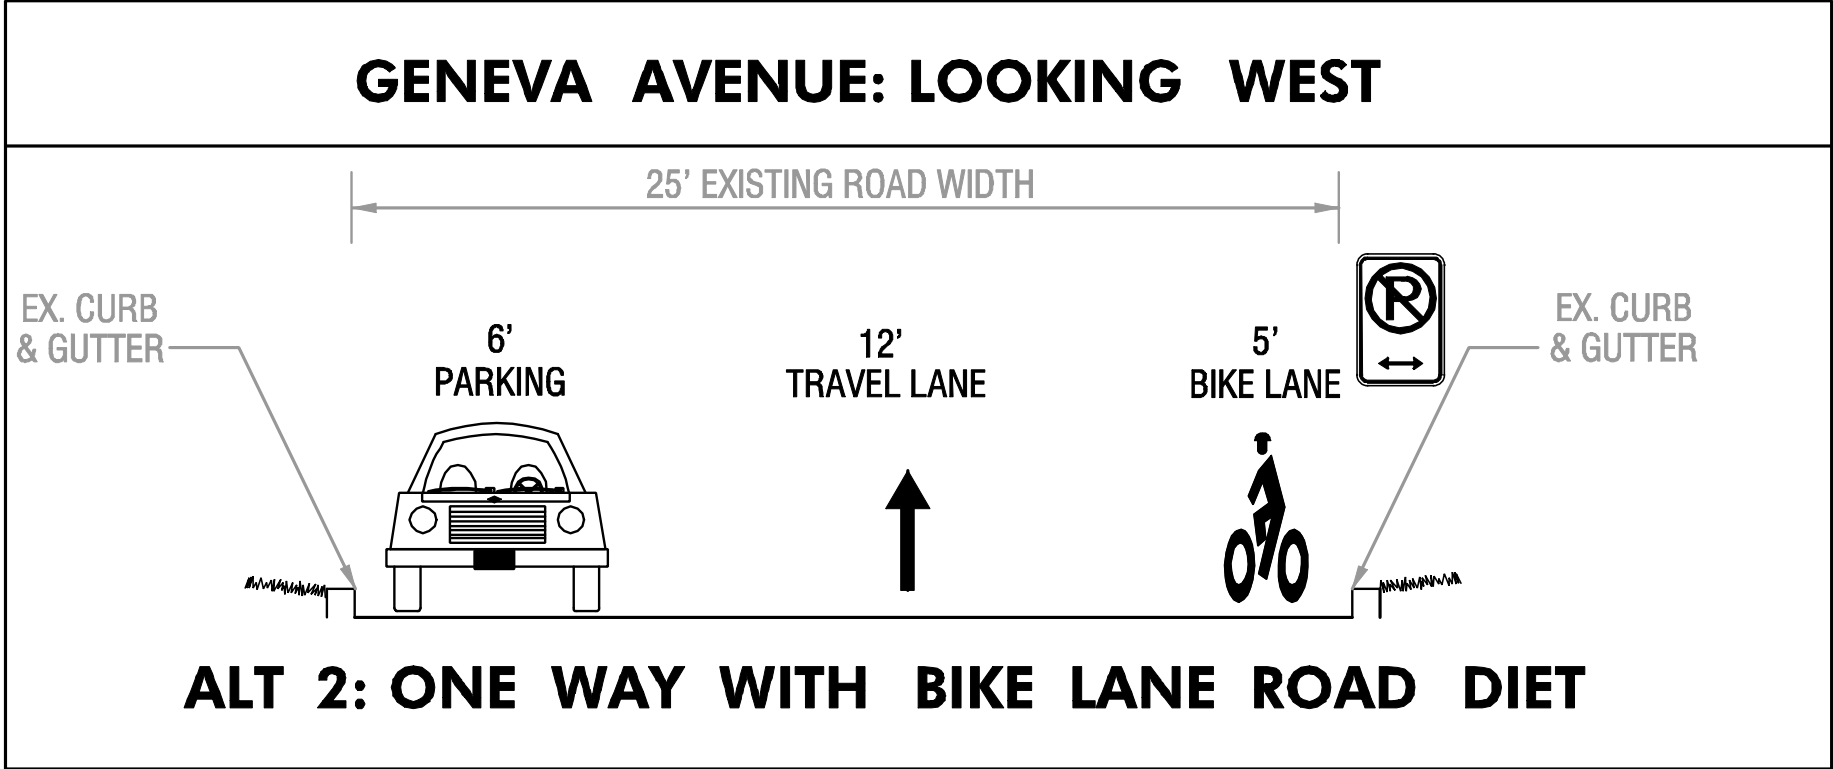 GENEVA AVENUE: LOOKING WEST
25' EXISTING ROAD WIDTH
EX. CURB
& GUTTER
6'
PARKING
12'
TRAVEL LANE
5'
BIKE LANE
P
EX. CURB
& GUTTER
ALT 2: ONE WAY WITH BIKE LANE ROAD DIET